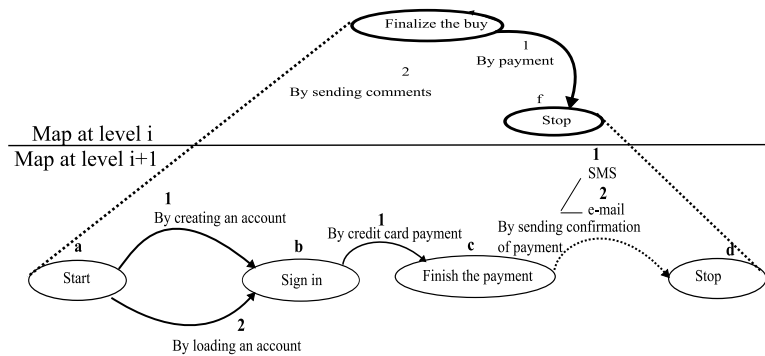 Finalize the buy
1
By payment
2
By sending comments
f
Stop
Map at level i
Map at level i+1
1
SMS
2
e-mail
By sending confirmation
of payment
1
By creating an account
a
Start
b
Sign in
1
By credit card payment
c
Finish the payment
d
Stop
2
By loading an account